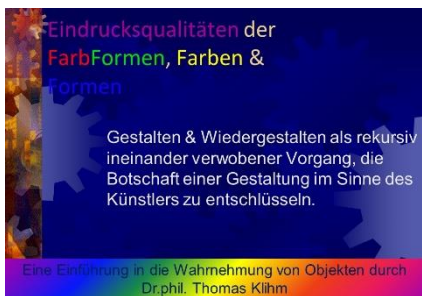 Eindrucksqualitäten der
FarbFormen, Farben &
Formen
Gestalten & Wiedergestalten als rekursiv
ineinander verwobener Vorgang, die
Botschaft einer Gestaltung im Sinne des
Künstlers zu entschlüsseln.
Eine Einführung in die Wahrnehmung von Objekten durch
Dr.phil. Thomas Klihm